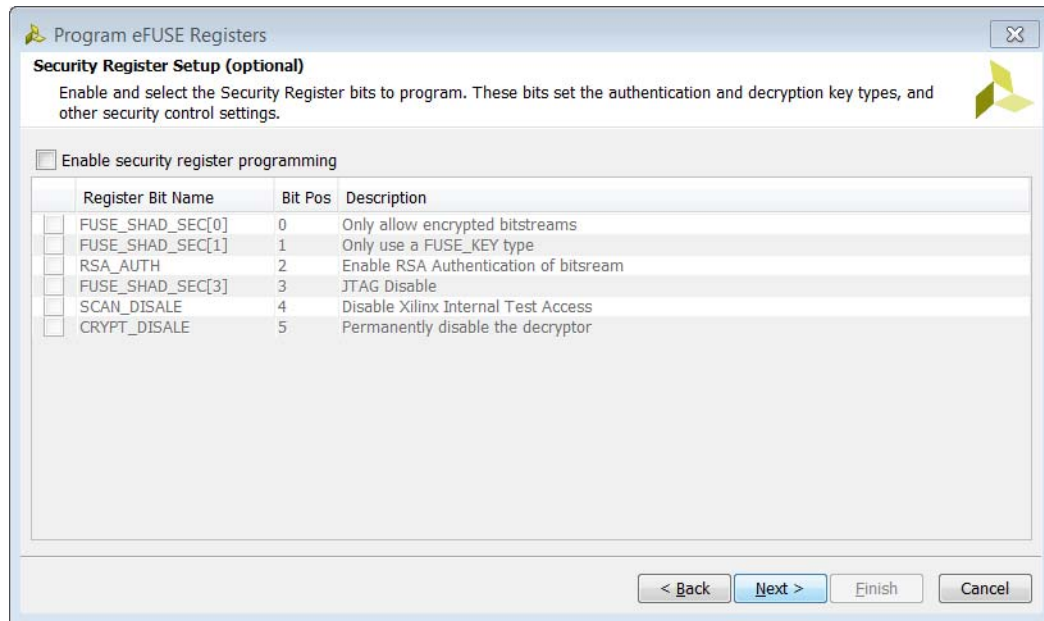 Program eFUSE Registers
Security Register Setup (optional)
Enable and select the Security Register bits to program. These bits set the authentication and decryption key types, and
other security control settings.
Enable security register programming
Register Bit Name Bit Pos Description
FUSE_SHAD_SEC[0] 0 Only allow encrypted bitstreams
FUSE_SHAD_SEC[1] 1 Only use a FUSE_KEY type
RSA_AUTH 2 Enable RSA Authentication of bitsream
FUSE_SHAD_SEC[3] 3 JTAG Disable
SCAN_DISALE 4 Disable Xilinx Internal Test Access
CRYPT_DISALE 5 Permanently disable the decryptor
< Back Next > Finish Cancel